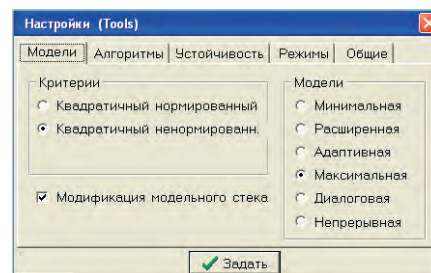 Настройки (Tools)
Модели Алгоритмы Устойчивость Режимы Общие
Критерии
Квадратичный нормированный
Квадратичный ненормированн.
Модификация модельного стека
Модели
Минимальная
Расширенная
Адаптивная
Максимальная
Диалоговая
Непрерывная
Задать